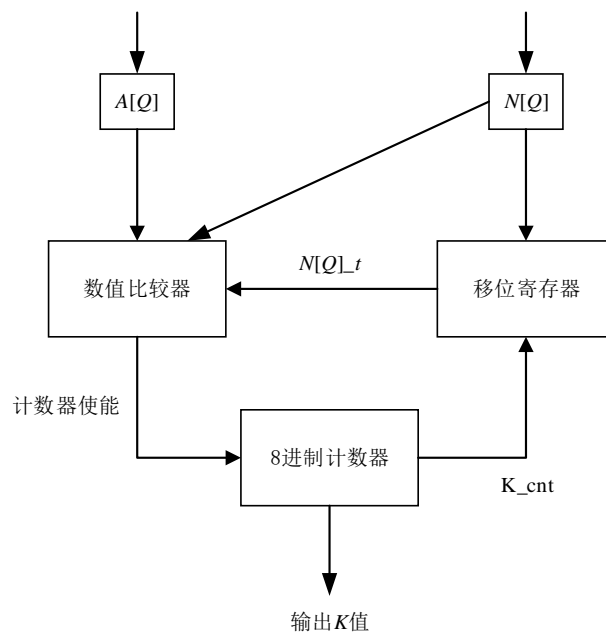 A[Q]
N[Q]
数值比较器
N[Q]_t
移位寄存器
计数器使能
8进制计数器
K_cnt
输出K值